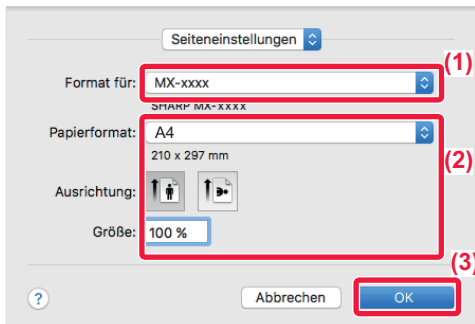 Seiteneinstellungen
(1)
Format für: MX-xxxx
SHARP MX-xxxx
Papierformat: A4
210 x 297 mm
(2)
Ausrichtung:
Größe: 100 %
(3)
? Abbrechen OK